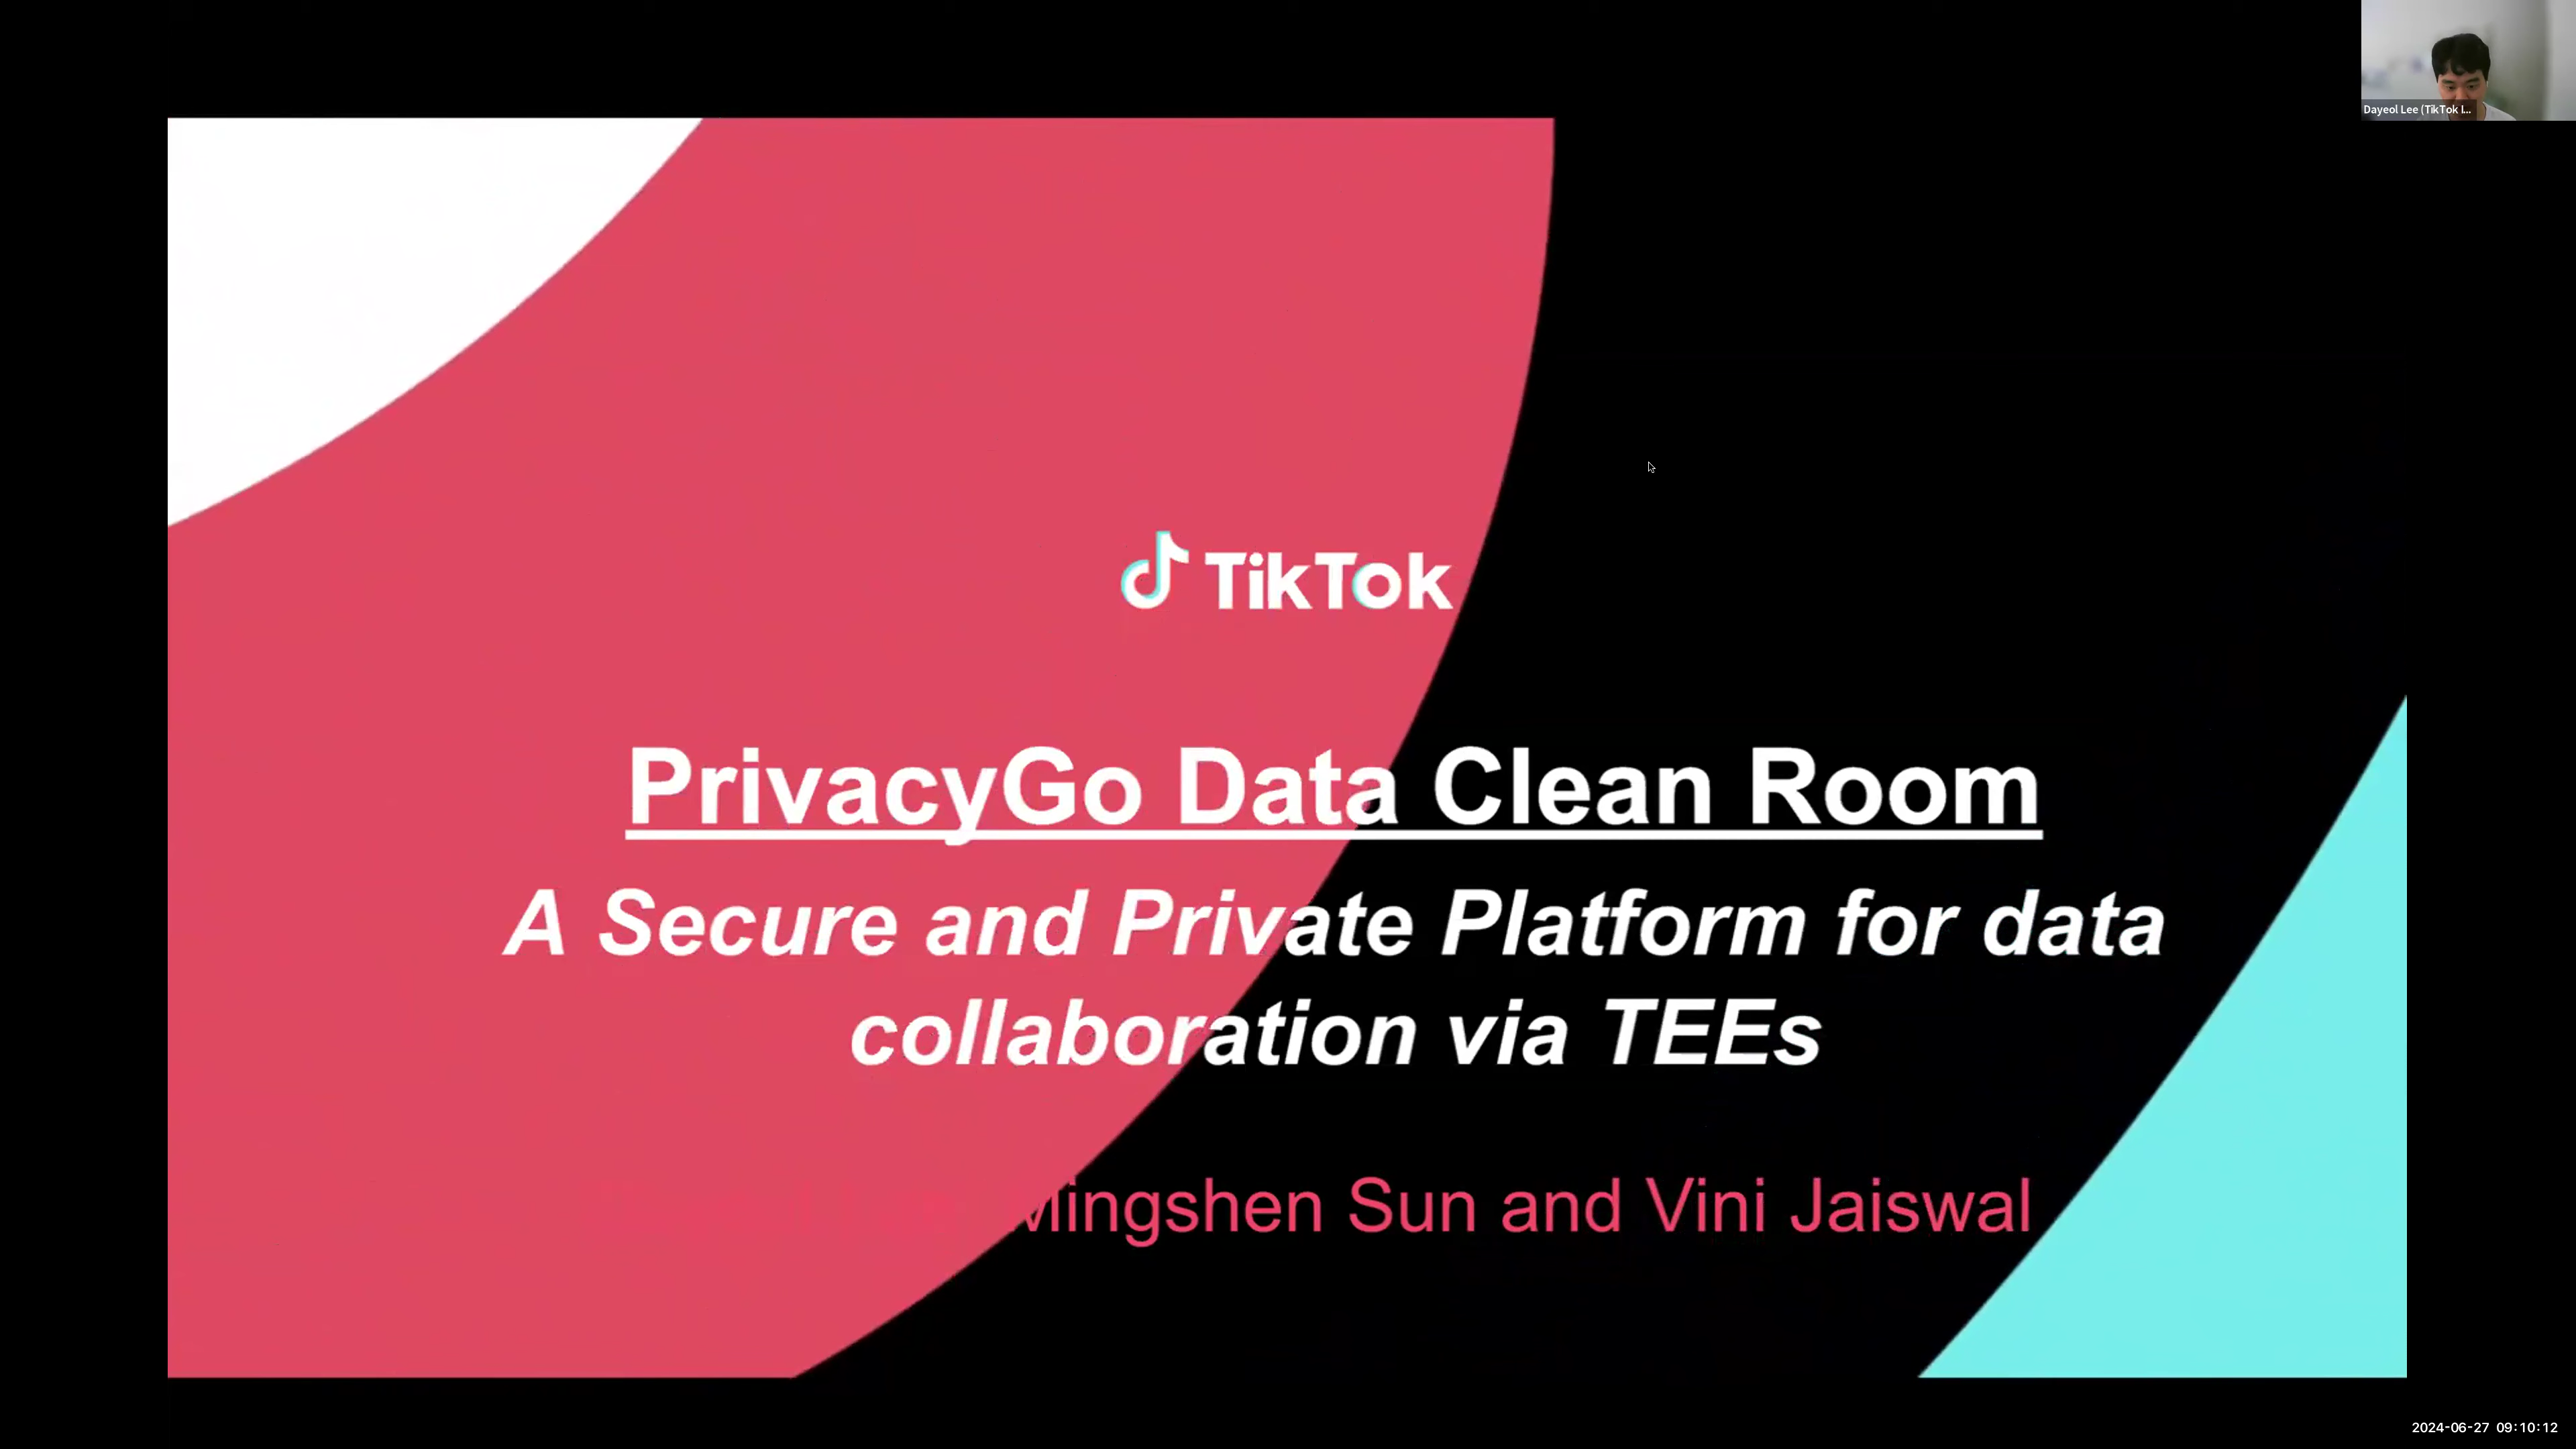 Dayeol Lee (TikTok I...
TikTok
PrivacyGo Data Clean Room
A Secure and Private Platform for data
collaboration via TEEs
Mingshen Sun and Vini Jaiswal
2024-06-27 09:10:12